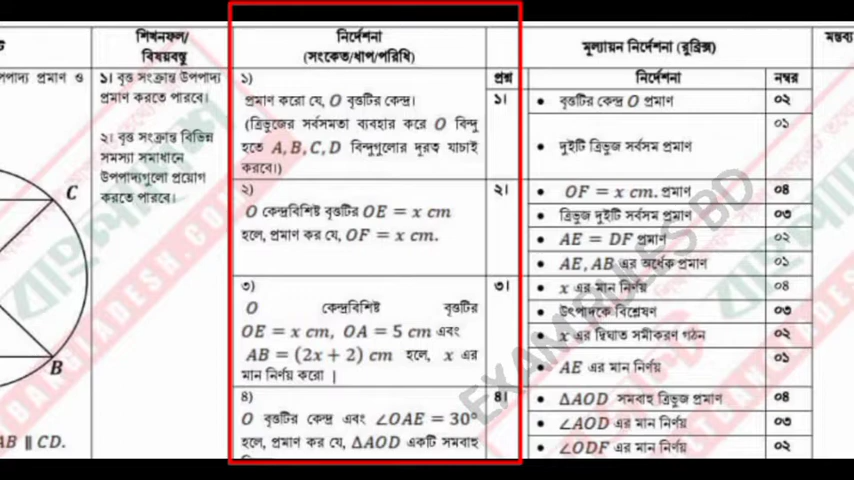 শিখনফল/
বিষয়বস্তু
নির্দেশনা
(সংকেত/ধাপ/পরিধি)
মূল্যায়ন নির্দেশনা (রুব্রিক্স)
মন্তব্য
পপাদ্য প্রমাণ ও
১। বৃত্ত সংক্রান্ত উপপাদ্য
প্রমাণ করতে পারবে।
২। বৃত্ত সংক্রান্ত বিভিন্ন
সমস্যা সমাধানে
উপপাদ্যগুলো প্রয়োগ
করতে পারবে।
C
B
AB ∥ CD.
প্রশ্ন
নির্দেশনা
নম্বর
১)
প্রমাণ করো যে, O বৃত্তটির কেন্দ্র।
(ত্রিভুজের সর্বসমতা ব্যবহার করে O বিন্দু
হতে A, B, C, D বিন্দুগুলোর দূরত্ব যাচাই
করবে।)
১।
• বৃত্তটির কেন্দ্র O প্রমাণ ০২
• দুইটি ত্রিভুজ সর্বসম প্রমাণ ০১
২)
O কেন্দ্রবিশিষ্ট বৃত্তটির OE = x cm
হলে, প্রমাণ কর যে, OF = x cm.
২।
• OF = x cm. প্রমাণ ০৪
• ত্রিভুজ দুইটি সর্বসম প্রমাণ ০৩
• AE = DF প্রমাণ ০২
• AE, AB এর অর্ধেক প্রমাণ ০১
৩)
O কেন্দ্রবিশিষ্ট বৃত্তটির
OE = x cm, OA = 5 cm এবং
AB = (2x + 2) cm হলে, x এর
মান নির্ণয় করো |
৩।
• x এর মান নির্ণয় ০৪
• উৎপাদকে বিশ্লেষণ ০৩
• x এর দ্বিঘাত সমীকরণ গঠন ০২
• AE এর মান নির্ণয় ০১
৪)
O বৃত্তটির কেন্দ্র এবং ∠OAE = 30°
হলে, প্রমাণ কর যে, ΔAOD একটি সমবাহু
৪।
• ΔAOD সমবাহু ত্রিভুজ প্রমাণ ০৪
• ∠AOD এর মান নির্ণয় ০৩
• ∠ODF এর মান নির্ণয় ০২
EXAM RULES BD